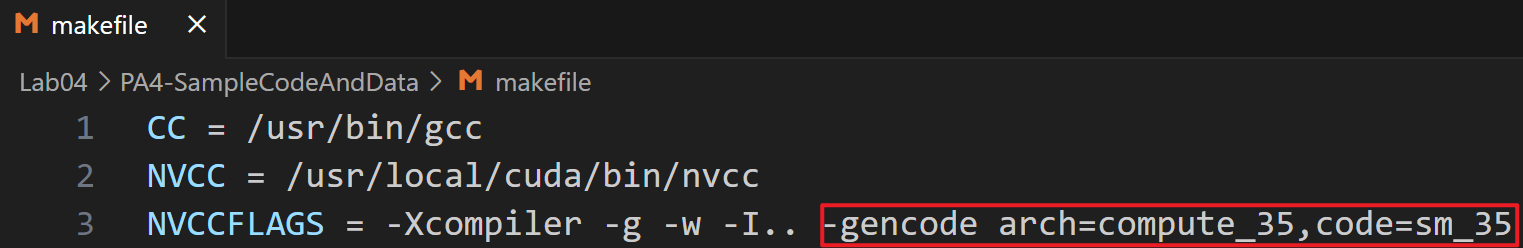 makefile ×
Lab04 > PA4-SampleCodeAndData > makefile
1 CC = /usr/bin/gcc
2 NVCC = /usr/local/cuda/bin/nvcc
3 NVCCFLAGS = -Xcompiler -g -w -I.. -gencode arch=compute_35,code=sm_35